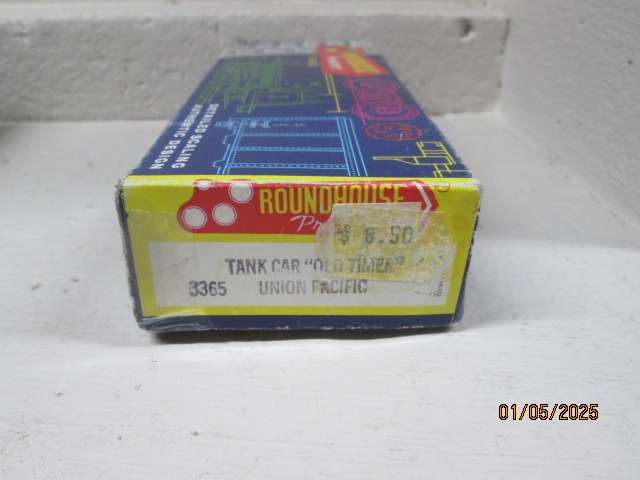 DETAILED SCALING
AUTHENTIC DESIGN
ROUNDHOUSE
$ 6.50
TANK CAR "OLD TIMER"
3365 UNION PACIFIC
01/05/2025